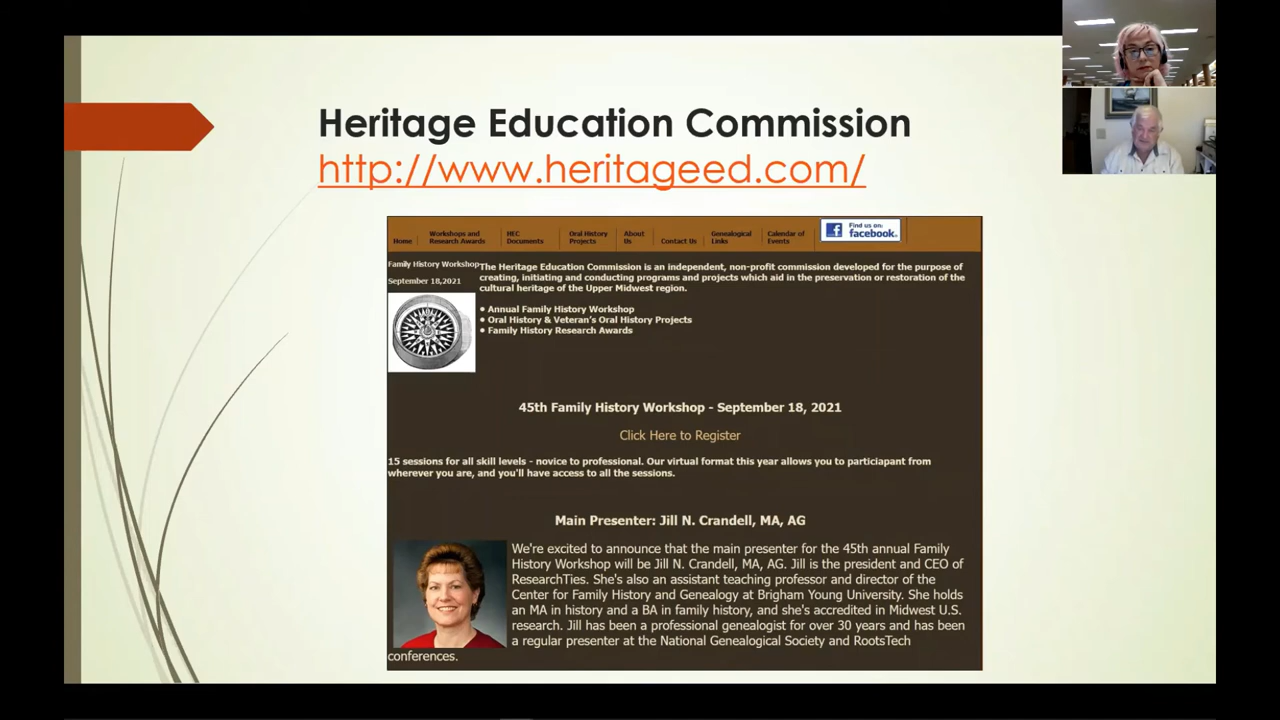 Heritage Education Commission
http://www.heritageed.com/
Home
Workshops and
Research Awards
HEC
Documents
Oral History
Projects
About
Us
Contact Us
Genealogical
Links
Calendar of
Events
Find us on:
facebook.
Family History Workshop
September 18,2021
The Heritage Education Commission is an independent, non-profit commission developed for the purpose of
creating, initiating and conducting programs and projects which aid in the preservation or restoration of the
cultural heritage of the Upper Midwest region.
• Annual Family History Workshop
• Oral History & Veteran's Oral History Projects
• Family History Research Awards
45th Family History Workshop - September 18, 2021
Click Here to Register
15 sessions for all skill levels - novice to professional. Our virtual format this year allows you to particiapant from
wherever you are, and you'll have access to all the sessions.
Main Presenter: Jill N. Crandell, MA, AG
We're excited to announce that the main presenter for the 45th annual Family
History Workshop will be Jill N. Crandell, MA, AG. Jill is the president and CEO of
ResearchTies. She's also an assistant teaching professor and director of the
Center for Family History and Genealogy at Brigham Young University. She holds
an MA in history and a BA in family history, and she's accredited in Midwest U.S.
research. Jill has been a professional genealogist for over 30 years and has been
a regular presenter at the National Genealogical Society and RootsTech
conferences.